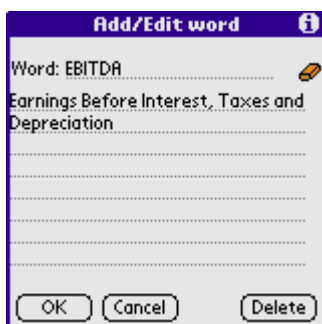 Add/Edit word i
Word: EBITDA
Earnings Before Interest, Taxes and
Depreciation
OK Cancel Delete